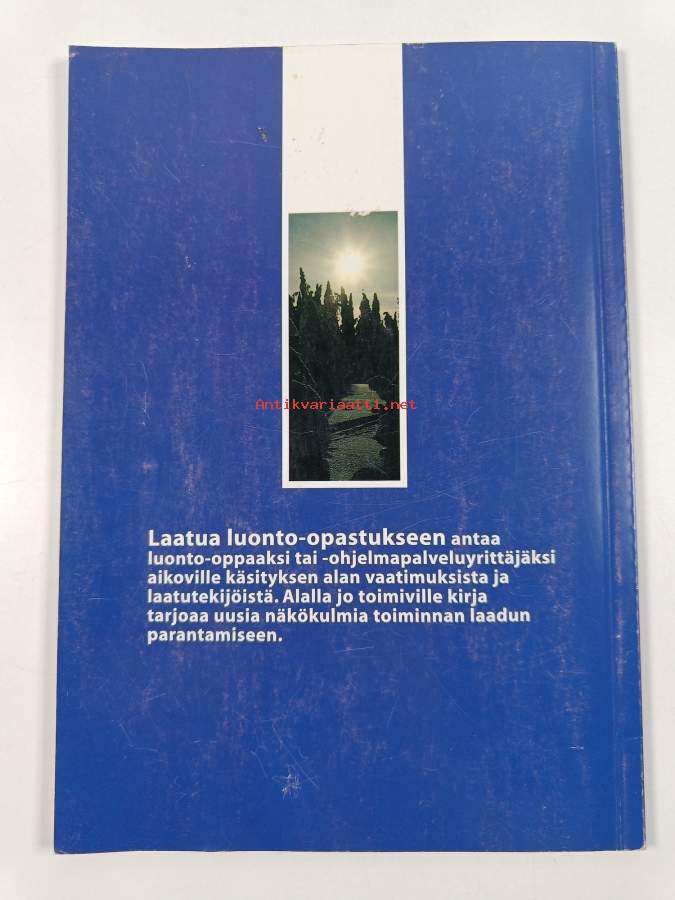 Antikvariaatti.net
Laatua luonto-opastukseen antaa
luonto-oppaaksi tai -ohjelmapalveluyrittäjäksi
aikoville käsityksen alan vaatimuksista ja
laatutekijöistä. Alalla jo toimiville kirja
tarjoaa uusia näkökulmia toiminnan laadun
parantamiseen.